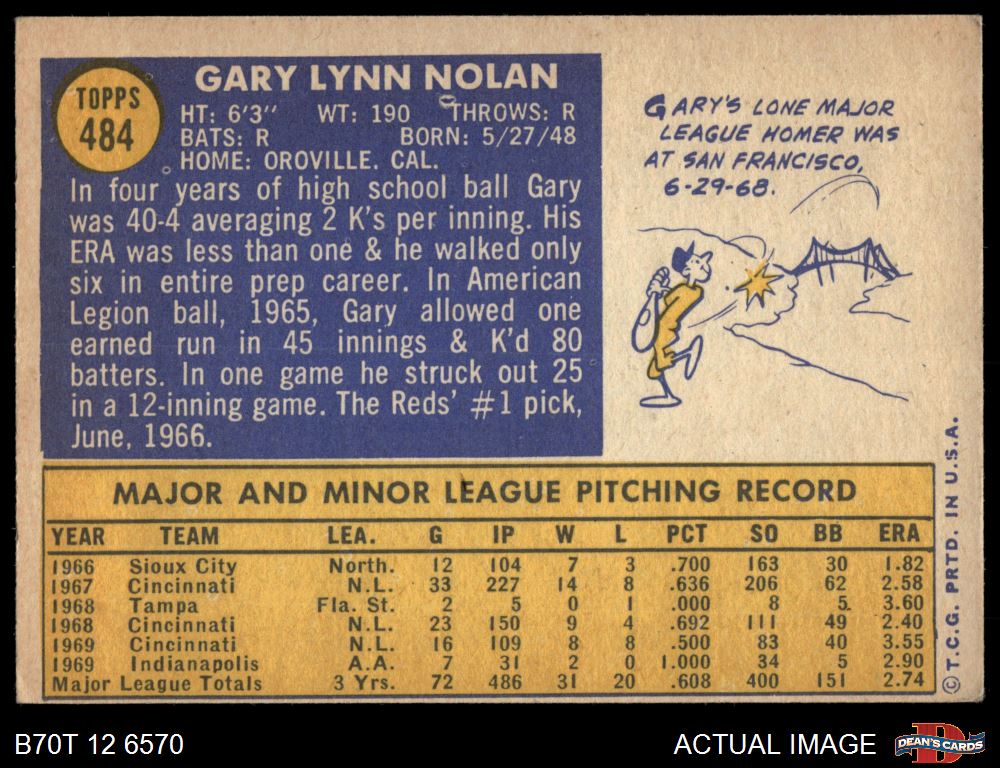 TOPPS
484
GARY LYNN NOLAN
HT: 6'3'' WT: 190 THROWS: R
BATS: R BORN: 5/27/48
HOME: OROVILLE. CAL.
In four years of high school ball Gary
was 40-4 averaging 2 K's per inning. His
ERA was less than one & he walked only
six in entire prep career. In American
Legion ball, 1965, Gary allowed one
earned run in 45 innings & K'd 80
batters. In one game he struck out 25
in a 12-inning game. The Reds' #1 pick,
June, 1966.
GARY'S LONE MAJOR
LEAGUE HOMER WAS
AT SAN FRANCISCO,
6-29-68.
MAJOR AND MINOR LEAGUE PITCHING RECORD
YEAR TEAM LEA. G IP W L PCT SO BB ERA
1966 Sioux City North. 12 104 7 3 .700 163 30 1.82
1967 Cincinnati N.L. 33 227 14 8 .636 206 62 2.58
1968 Tampa Fla. St. 2 5 0 1 .000 8 5 3.60
1968 Cincinnati N.L. 23 150 9 4 .692 111 49 2.40
1969 Cincinnati N.L. 16 109 8 8 .500 83 40 3.55
1969 Indianapolis A.A. 7 31 2 0 1.000 34 5 2.90
Major League Totals 3 Yrs. 72 486 31 20 .608 400 151 2.74
© T.C.G. PRTD. IN U.S.A.
B70T 12 6570
ACTUAL IMAGE
D
DEAN'S CARDS